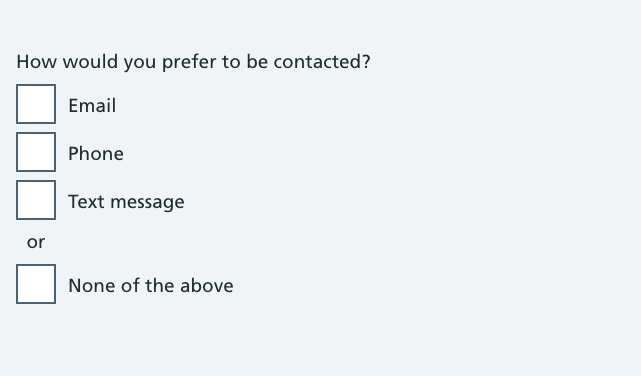 How would you prefer to be contacted?
Email
Phone
Text message
or
None of the above